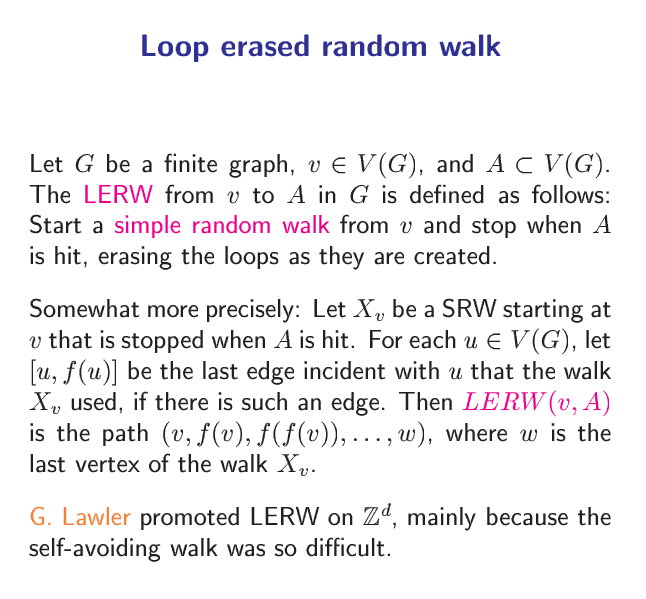 Loop erased random walk
Let G be a finite graph, v ∈ V(G), and A ⊂ V(G).
The LERW from v to A in G is defined as follows:
Start a simple random walk from v and stop when A
is hit, erasing the loops as they are created.
Somewhat more precisely: Let X_v be a SRW starting at
v that is stopped when A is hit. For each u ∈ V(G), let
[u, f(u)] be the last edge incident with u that the walk
X_v used, if there is such an edge. Then LERW(v, A)
is the path (v, f(v), f(f(v)), . . . , w), where w is the
last vertex of the walk X_v.
G. Lawler promoted LERW on ℤ^d, mainly because the
self-avoiding walk was so difficult.